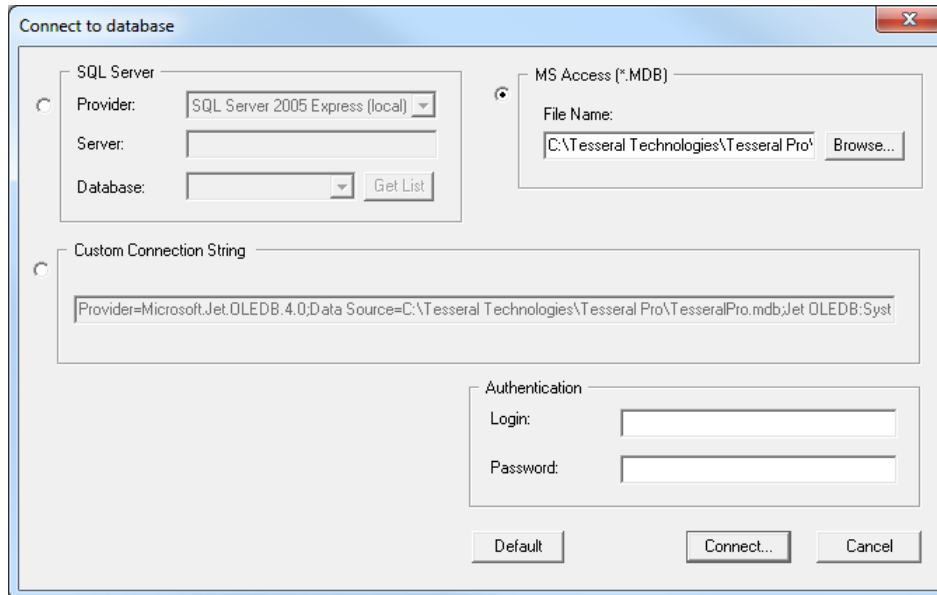 Connect to database
SQL Server
Provider:
SQL Server 2005 Express (local)
Server:
Database:
Get List
MS Access (*.MDB)
File Name:
C:\Tesseral Technologies\Tesseral Pro\
Browse...
Custom Connection String
Provider=Microsoft.Jet.OLEDB.4.0;Data Source=C:\Tesseral Technologies\Tesseral Pro\TesseralPro.mdb;Jet OLEDB:Syst
Authentication
Login:
Password:
Default
Connect...
Cancel